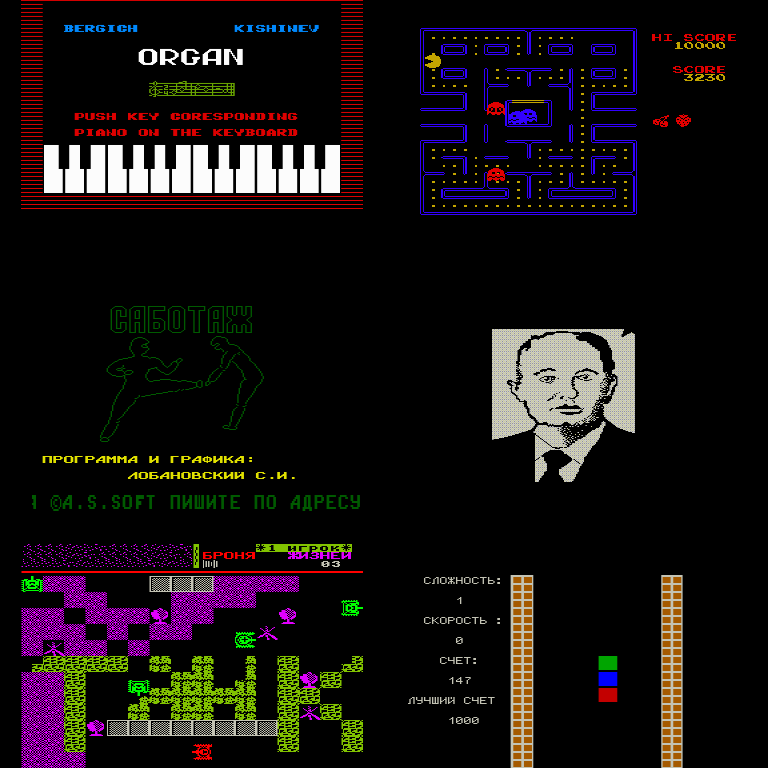 BERGICH KISHINEV
ORGAN
PUSH KEY CORESPONDING
PIANO ON THE KEYBOARD
HI SCORE
10000
SCORE
3230
САБОТАЖ
ПРОГРАММА И ГРАФИКА:
ЛОБАНОВСКИЙ С.И.
©A.S.SOFT ПИШИТЕ ПО АДРЕСУ
*1 ИГРОК*
БРОНЯ ЖИЗНЕЙ
03
СЛОЖНОСТЬ:
1
СКОРОСТЬ :
0
СЧЕТ:
147
ЛУЧШИЙ СЧЕТ
1000